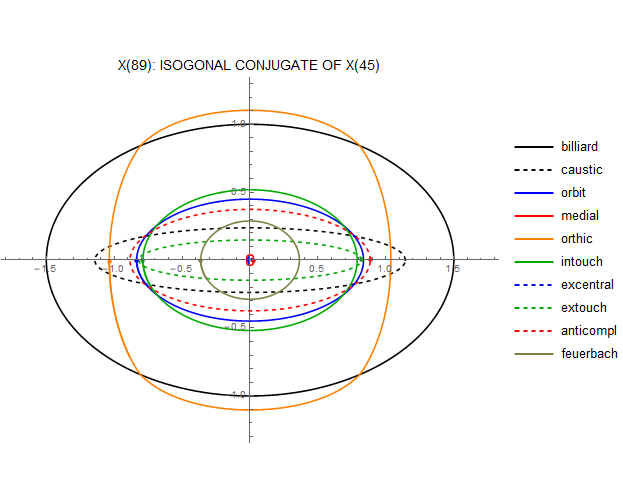 X(89): ISOGONAL CONJUGATE OF X(45)
1.0
0.5
-1.5
-1.0
-0.5
0.5
1.0
1.5
-0.5
-1.0
billiard
caustic
orbit
medial
orthic
intouch
excentral
extouch
anticompl
feuerbach